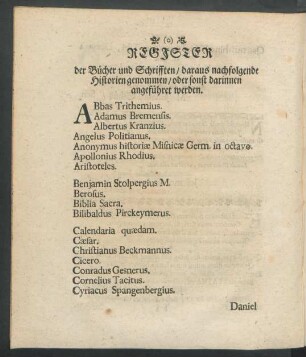 (o)
REGISTER
der Bücher und Schrifften/ daraus nachfolgende
Historien genommen/ oder sonst darinnen
angeführet werden.
ABbas Trithemius.
Adamus Bremensis.
Albertus Kranzius.
Angelus Politianus.
Anonymus historiæ Misnicæ Germ. in octavo.
Apollonius Rhodius.
Aristoteles.
Benjamin Stolpergius M.
Berosus.
Biblia Sacra.
Bilibaldus Pirckeymerus.
Calendaria quædam.
Cæsar.
Christianus Beckmannus.
Cicero.
Conradus Gesnerus.
Cornelius Tacitus.
Cyriacus Spangenbergius.
Daniel